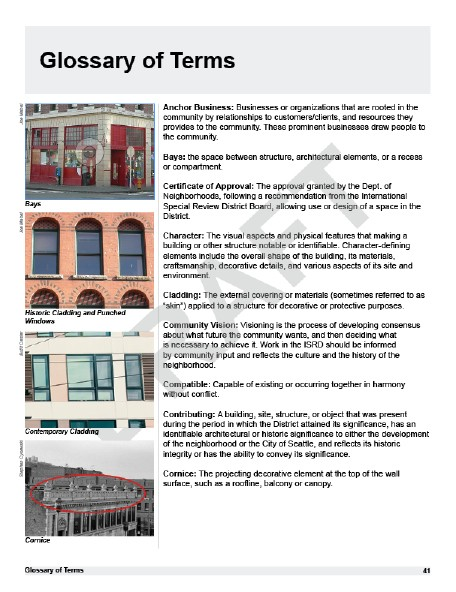 Glossary of Terms
Bays
Historic Cladding and Punched
Windows
Contemporary Cladding
Cornice
Anchor Business: Businesses or organizations that are rooted in the
community by relationships to customers/clients, and resources they
provides to the community. These prominent businesses draw people to
the community.
Bays: the space between structure, architectural elements, or a recess
or compartment.
Certificate of Approval: The approval granted by the Dept. of
Neighborhoods, following a recommendation from the International
Special Review District Board, allowing use or design of a space in the
District.
Character: The visual aspects and physical features that making a
building or other structure notable or identifiable. Character-defining
elements include the overall shape of the building, its materials,
craftsmanship, decorative details, and various aspects of its site and
environment
Cladding: The external covering or materials (sometimes referred to as
"skin") applied to a structure for decorative or protective purposes.
Community Vision: Visioning is the process of developing consensus
about what future the community wants, and then deciding what
is necessary to achieve it. Work in the ISRD should be informed
by community input and reflects the culture and the history of the
neighborhood.
Compatible: Capable of existing or occurring together in harmony
without conflict.
Contributing: A building, site, structure, or object that was present
during the period in which the District attained its significance, has an
identifiable architectural or historic significance to either the development
of the neighborhood or the City of Seattle, and reflects its historic
integrity or has the ability to convey its significance.
Cornice: The projecting decorative element at the top of the wall
surface, such as a roofline, balcony or canopy.
DRAFT
Glossary of Terms
41